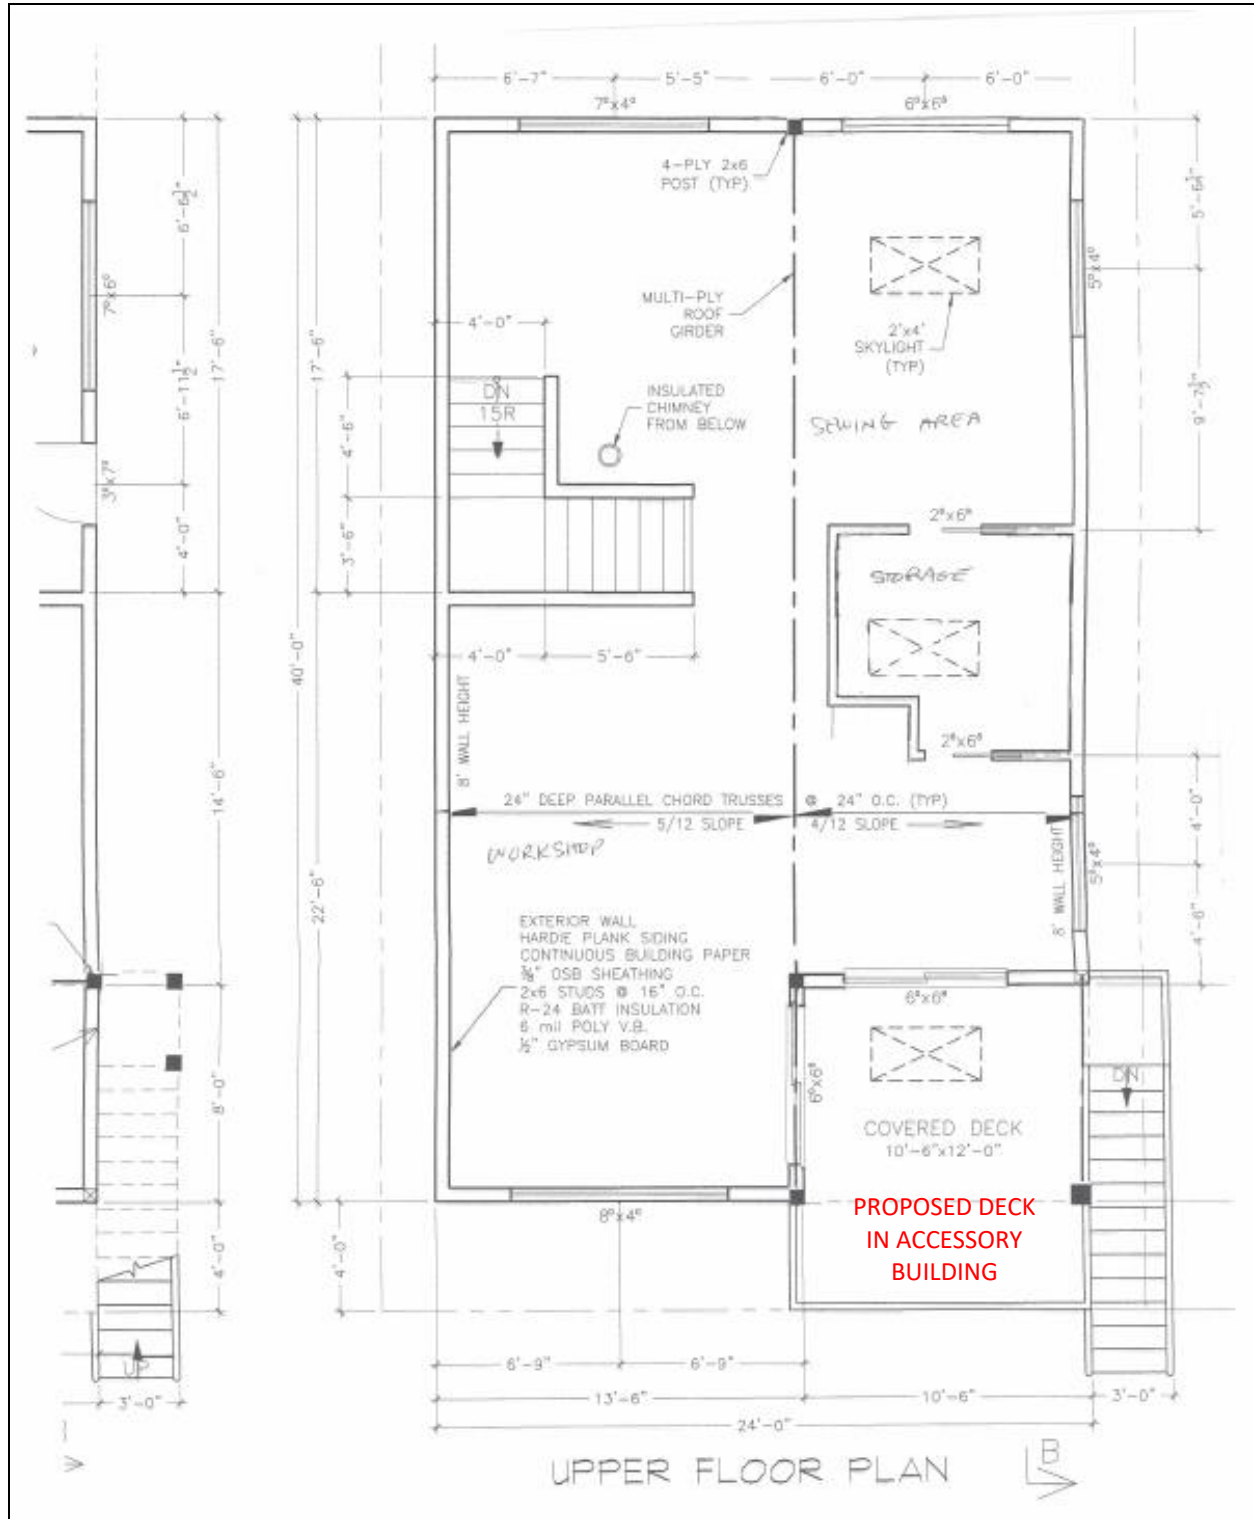 6'-7" 5'-5" 6'-0" 6'-0"
7⁰x4⁰ 6⁰x6⁸
4-PLY 2x6
POST (TYP)
6'-6½"
5'-6½"
7⁰x6⁰
5⁰x4⁰
MULTI-PLY
ROOF
GIRDER
4'-0"
2'x4'
SKYLIGHT
(TYP)
17'-6"
17'-6"
6'-11½"
DN
15R
INSULATED
CHIMNEY
FROM BELOW
SEWING AREA
9'-7½"
4'-6"
3⁰x7⁰
2⁸x6⁸
4'-0"
3'-6"
STORAGE
4'-0" 5'-6"
40'-0"
8' WALL HEIGHT
2⁸x6⁸
14'-6"
24" DEEP PARALLEL CHORD TRUSSES @ 24" O.C. (TYP)
5/12 SLOPE 4/12 SLOPE
4'-0"
WORKSHOP
5⁰x4⁰
8' WALL HEIGHT
22'-6"
4'-6"
EXTERIOR WALL
HARDIE PLANK SIDING
CONTINUOUS BUILDING PAPER
⅜" OSB SHEATHING
2x6 STUDS @ 16" O.C.
R-24 BATT INSULATION
6 mil POLY V.B.
½" GYPSUM BOARD
6⁰x6⁸
6⁰x6⁸
DN
8'-0"
COVERED DECK
10'-6"x12'-0"
8⁰x4⁰
PROPOSED DECK
IN ACCESSORY
BUILDING
4'-0"
4'-0"
UP
6'-9" 6'-9"
3'-0"
13'-6" 10'-6" 3'-0"
24'-0"
UPPER FLOOR PLAN
B